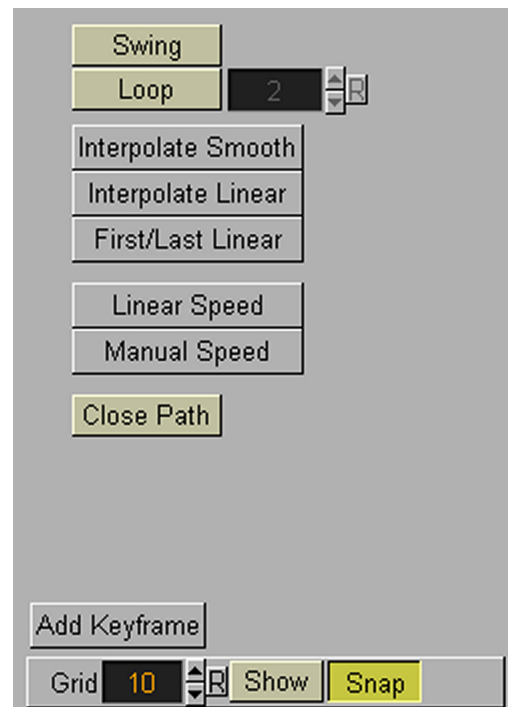 Swing
Loop 2 R
Interpolate Smooth
Interpolate Linear
First/Last Linear
Linear Speed
Manual Speed
Close Path
Add Keyframe
Grid 10 R Show Snap